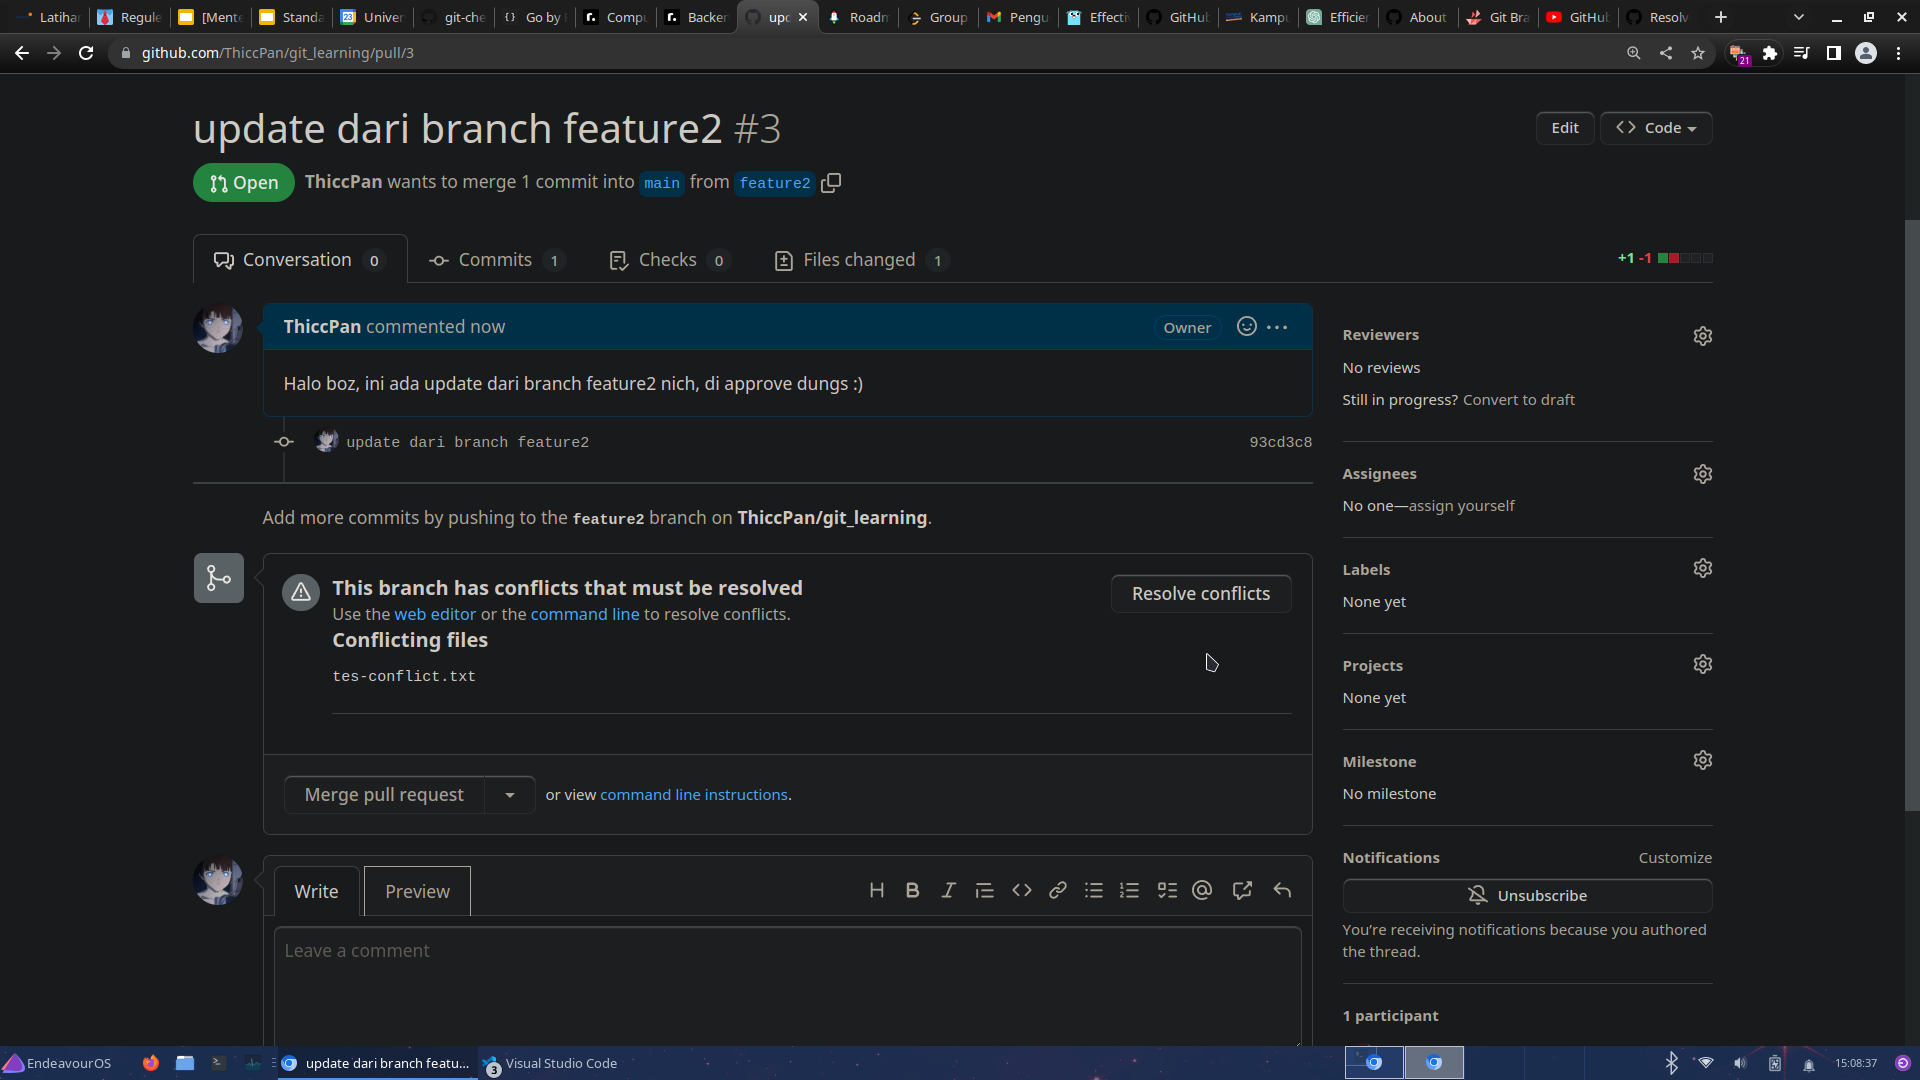 Latihar
Regule
[Mente
Standa
Univer
git-che
Go by
Compu
Backer
upd
Roadm
Group
Pengu
Effecti
GitHub
Kampu
Efficien
About
Git Bra
GitHub
Resolv
github.com/ThiccPan/git_learning/pull/3
21
update dari branch feature2 #3
Edit
Code
Open
ThiccPan wants to merge 1 commit into main from feature2
Conversation 0
Commits 1
Checks 0
Files changed 1
+1 -1
ThiccPan commented now
Owner
Halo boz, ini ada update dari branch feature2 nich, di approve dungs :)
update dari branch feature2
93cd3c8
Add more commits by pushing to the feature2 branch on ThiccPan/git_learning.
This branch has conflicts that must be resolved
Use the web editor or the command line to resolve conflicts.
Resolve conflicts
Conflicting files
tes-conflict.txt
Merge pull request
or view command line instructions.
Write
Preview
Leave a comment
Reviewers
No reviews
Still in progress? Convert to draft
Assignees
No one—assign yourself
Labels
None yet
Projects
None yet
Milestone
No milestone
Notifications
Customize
Unsubscribe
You're receiving notifications because you authored
the thread.
1 participant
EndeavourOS
update dari branch featu...
3
Visual Studio Code
15:08:37